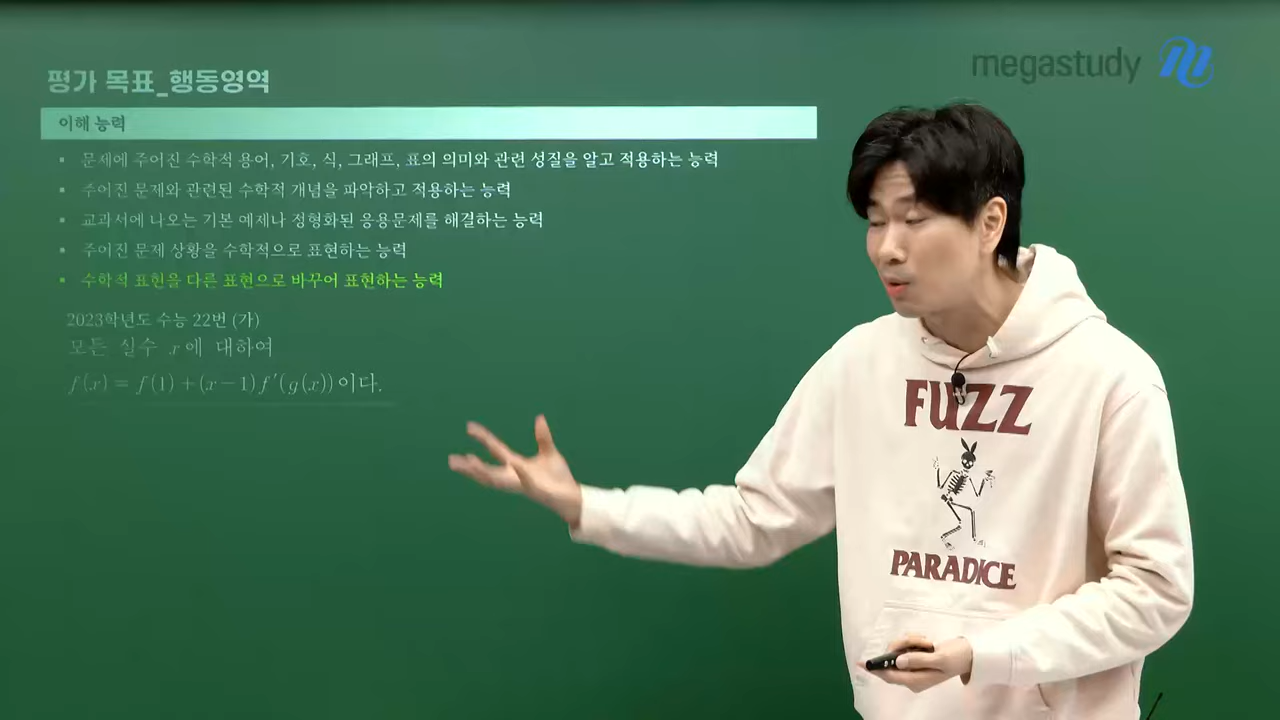 megastudy
평가 목표_행동영역
이해 능력
▪ 문제에 주어진 수학적 용어, 기호, 식, 그래프, 표의 의미와 관련 성질을 알고 적용하는 능력
▪ 주어진 문제와 관련된 수학적 개념을 파악하고 적용하는 능력
▪ 교과서에 나오는 기본 예제나 정형화된 응용문제를 해결하는 능력
▪ 주어진 문제 상황을 수학적으로 표현하는 능력
▪ 수학적 표현을 다른 표현으로 바꾸어 표현하는 능력
2023학년도 수능 22번 (가)
모든 실수 x에 대하여
f(x) = f(1) + (x-1)f′(g(x))이다.
FUZZ
PARADICE